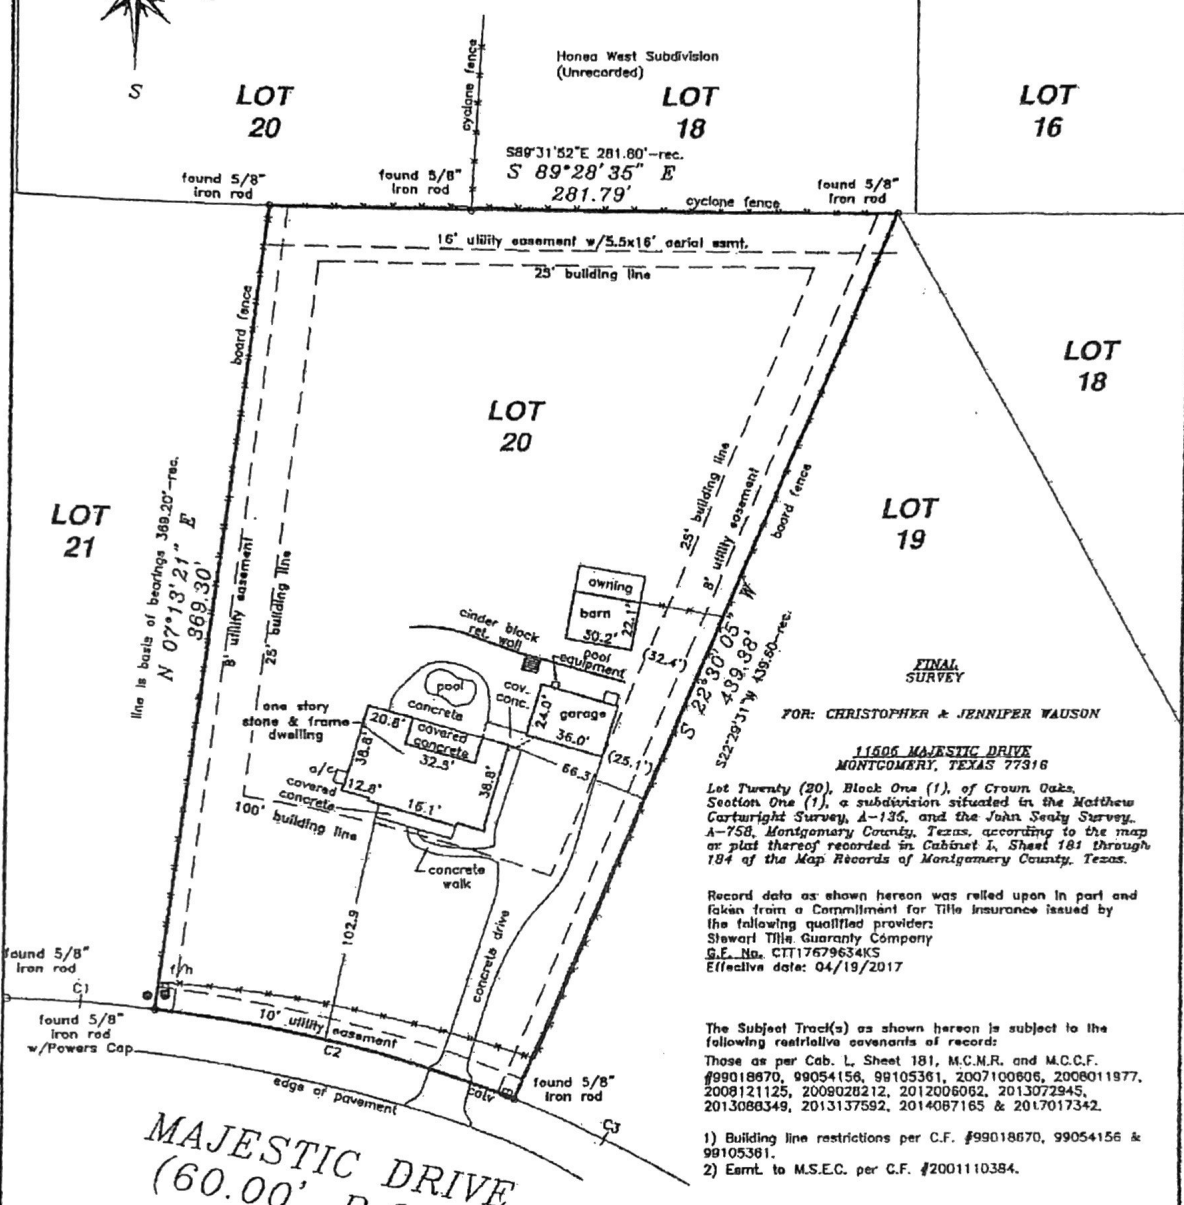 S
Honea West Subdivision
(Unrecorded)
cyclone fence
LOT
20
LOT
18
LOT
16
S89°31'52"E 281.60'-rec.
S 89°28'35" E
281.79'
found 5/8"
iron rod
found 5/8"
iron rod
found 5/8"
iron rod
cyclone fence
16' utility easement w/5.5x16' aerial esmt.
25' building line
board fence
LOT
18
LOT
20
LOT
21
LOT
19
line is basis of bearings 369.20'-rec.
N 07°13'21" E
369.30'
8' utility easement
25' building line
25' building line
8' utility easement
board fence
S 22°30'05" W
439.38'
S22°29'31"W 439.60-rec.
awning
barn
22.1'
30.2'
cinder block
ret. wall
pool
equipment
(32.4')
pool
concrete
cov.
conc.
24.0'
garage
36.0'
one story
stone & frame
dwelling
20.8'
covered
concrete
32.3'
38.8'
38.8'
66.3'
(25.1')
a/c
12.8'
covered
concrete
16.1'
100' building line
concrete
walk
102.9
concrete drive
found 5/8"
iron rod
f/h
C1
found 5/8"
iron rod
w/Powers Cap
10' utility easement
C2
edge of pavement
calv
found 5/8"
iron rod
C3
MAJESTIC DRIVE
(60.00'
FINAL
SURVEY
FOR: CHRISTOPHER & JENNIFER WAUSON
11506 MAJESTIC DRIVE
MONTGOMERY, TEXAS 77316
Lot Twenty (20), Block One (1), of Crown Oaks,
Section One (1), a subdivision situated in the Matthew
Cartwright Survey, A-135, and the John Sealy Survey,
A-758, Montgomery County, Texas, according to the map
or plat thereof recorded in Cabinet L, Sheet 181 through
184 of the Map Records of Montgomery County, Texas.
Record data as shown hereon was relied upon in part and
taken from a Commitment for Title Insurance issued by
the following qualified provider:
Stewart Title Guaranty Company
G.F. No. CTT17679634KS
Effective date: 04/19/2017
The Subject Tract(s) as shown hereon is subject to the
following restrictive covenants of record:
Those as per Cab. L, Sheet 181, M.C.M.R. and M.C.C.F.
#99018670, 99054156, 99105361, 2007100606, 2008011977,
2008121125, 2009028212, 2012006062, 2013072945,
2013088349, 2013137592, 2014087165 & 2017017342.
1) Building line restrictions per C.F. #99018670, 99054156 &
99105361.
2) Esmt. to M.S.E.C. per C.F. #2001110384.